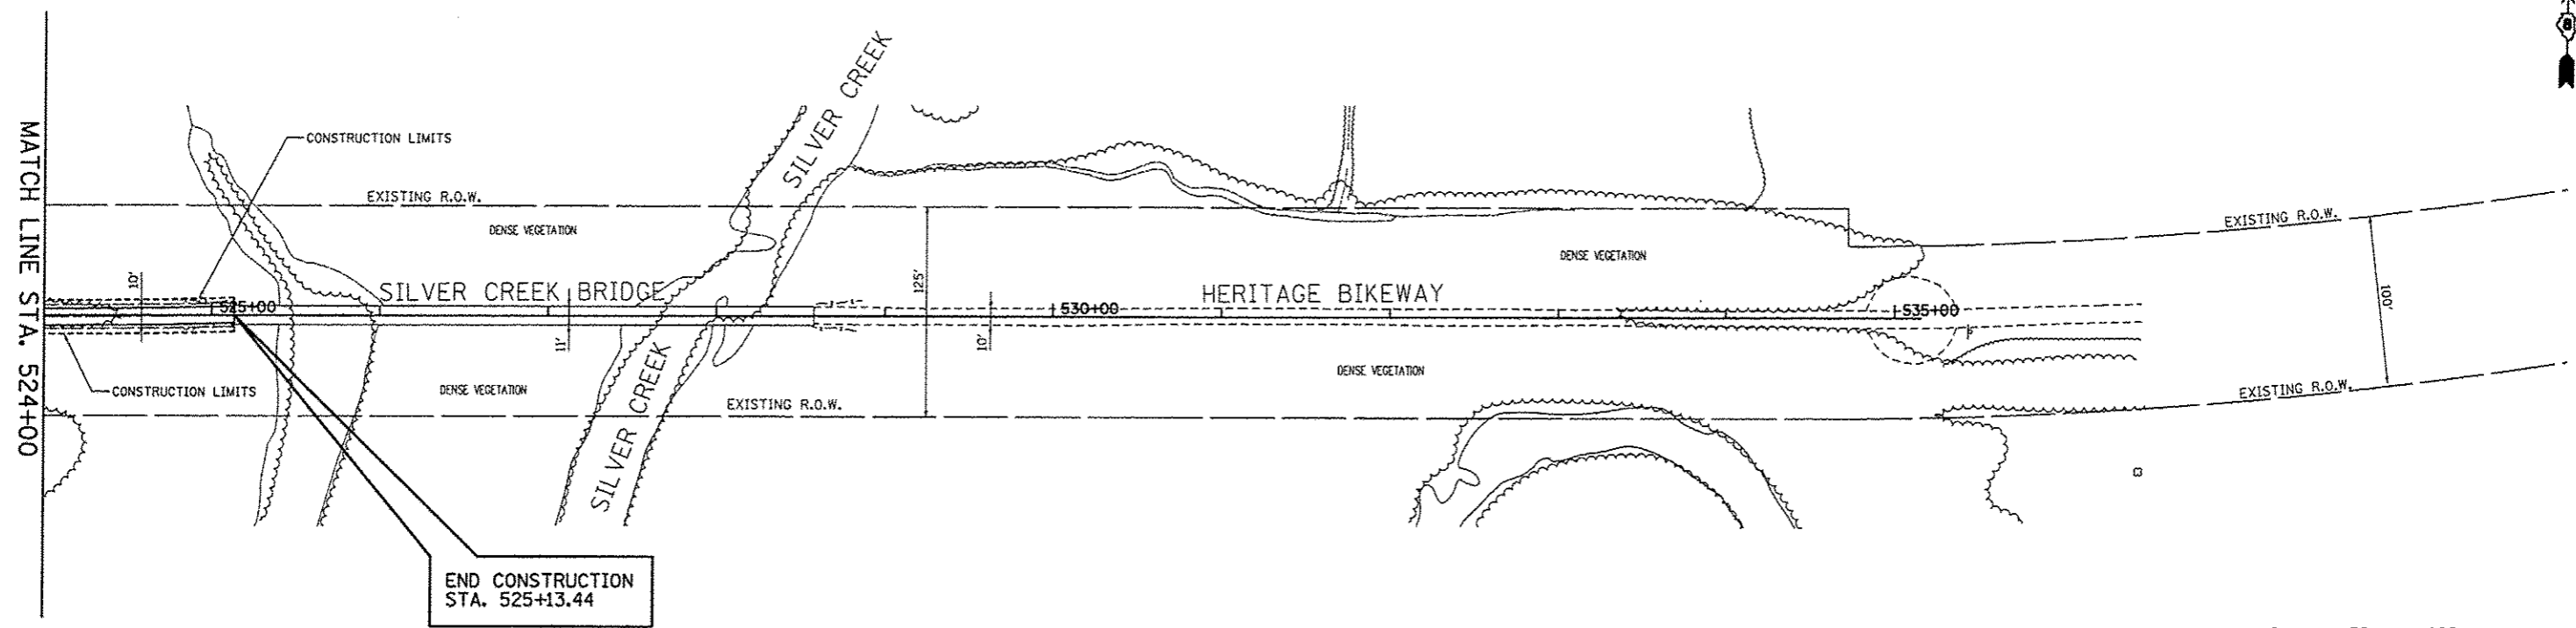 MATCH LINE STA. 524+00
CONSTRUCTION LIMITS
EXISTING R.O.W.
DENSE VEGETATION
SILVER CREEK
10'
525+00
SILVER CREEK BRIDGE
11'
125'
10'
530+00
HERITAGE BIKEWAY
DENSE VEGETATION
535+00
EXISTING R.O.W.
100'
EXISTING R.O.W.
CONSTRUCTION LIMITS
DENSE VEGETATION
SILVER CREEK
EXISTING R.O.W.
DENSE VEGETATION
END CONSTRUCTION
STA. 525+13.44